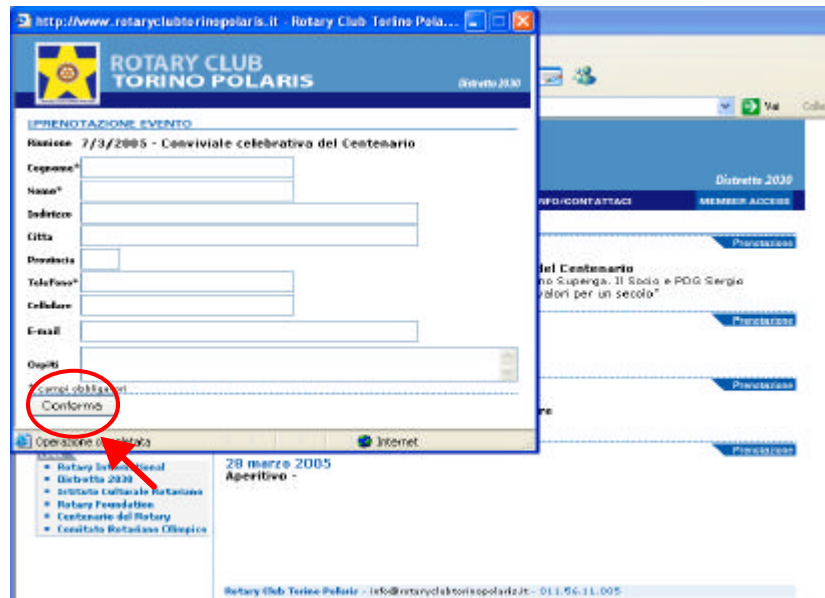 http://www.rotaryclubtorinopolaris.it - Rotary Club Torino Pola...
ROTARY CLUB
TORINO POLARIS
Distretto 2030
PRENOTAZIONE EVENTO
Riunione 7/3/2005 - Conviviale celebrativa del Centenario
Cognome*
Nome*
Indirizzo
Citta
Provincia
Telefono*
Cellulare
E-mail
Ospiti
* campi obbligatori
Conferma
Operazione completata
Internet
Vai
Distretto 2030
INFO/CONTATTACI
MEMBER ACCESS
Prenotazione
del Centenario
no Superga. Il Socio e PDG Sergio
valori per un secolo"
Prenotazione
Prenotazione
re
Prenotazione
28 marzo 2005
Aperitivo -
Rotary International
Distretto 2030
Istituto Culturale Rotariano
Rotary Foundation
Centenario del Rotary
Comitato Rotariano Olimpico
Rotary Club Torino Polaris - info@rotaryclubtorinopolaris.it - 011.56.11.005